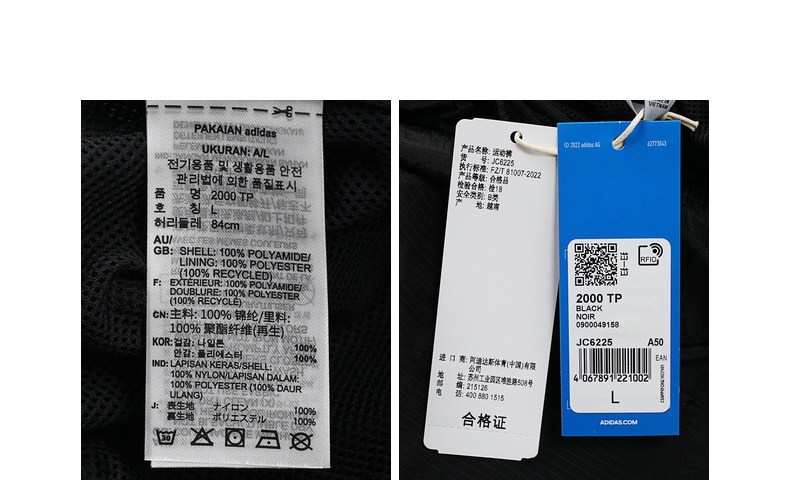 PAKAIAN adidas
UKURAN: A/L
전기용품 및 생활용품 안전
관리법에 의한 품질표시
품 명 2000 TP
호 칭 L
허리둘레 84cm
AU/
GB: SHELL: 100% POLYAMIDE/
LINING: 100% POLYESTER
(100% RECYCLED)
F: EXTÉRIEUR: 100% POLYAMIDE/
DOUBLURE: 100% POLYESTER
(100% RECYCLÉ)
CN: 主料: 100% 锦纶/里料:
100% 聚酯纤维(再生)
KOR: 겉감: 나일론 100%
안감: 폴리에스터 100%
IND: LAPISAN KERAS/SHELL:
100% NYLON/LAPISAN DALAM:
100% POLYESTER (100% DAUR
ULANG)
J: 表生地 ナイロン 100%
裏生地 ポリエステル 100%
30
产品名称: 运动裤
货 号: JC6225
执行标准: FZ/T 81007-2022
产品等级: 合格品
检验合格: 检18
安全类别: B类
产 地: 越南
进 口 商: 阿迪达斯体育(中国)有限
公司
地 址: 苏州工业园区唯胜路508号
邮 编: 215126
电 话: 400 880 1515
合格证
VIETNAM
© 2022 adidas AG
62773043
RFID
2000 TP
BLACK
NOIR
0900049158
JC6225 A50
EAN
4 067891 221002
L
ADIDAS.COM